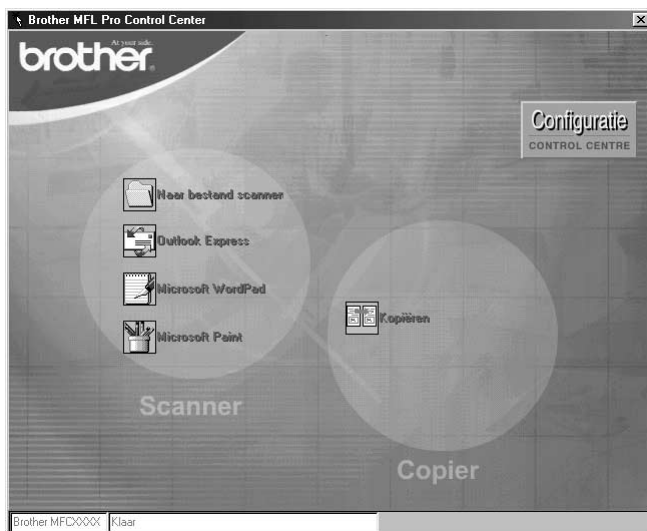 Brother MFL Pro Control Center
At your side.
brother
Configuratie
CONTROL CENTRE
Naar bestand scanner
Outlook Express
Microsoft WordPad
Microsoft Paint
Kopiëren
Scanner
Copier
Brother MFCXXXX
Klaar